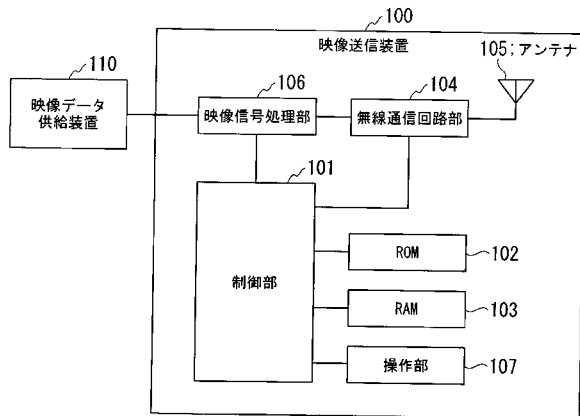 100
映像送信装置
105;アンテナ
110
映像データ
供給装置
106
映像信号処理部
104
無線通信回路部
101
制御部
ROM
102
RAM
103
操作部
107